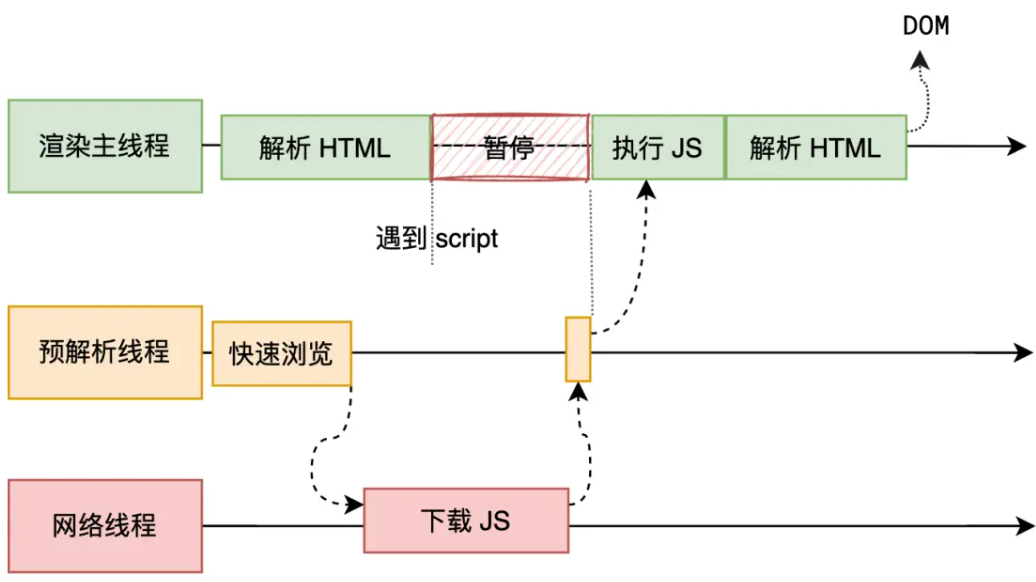 DOM
渲染主线程
解析 HTML
暂停
执行 JS
解析 HTML
遇到 script
预解析线程
快速浏览
网络线程
下载 JS